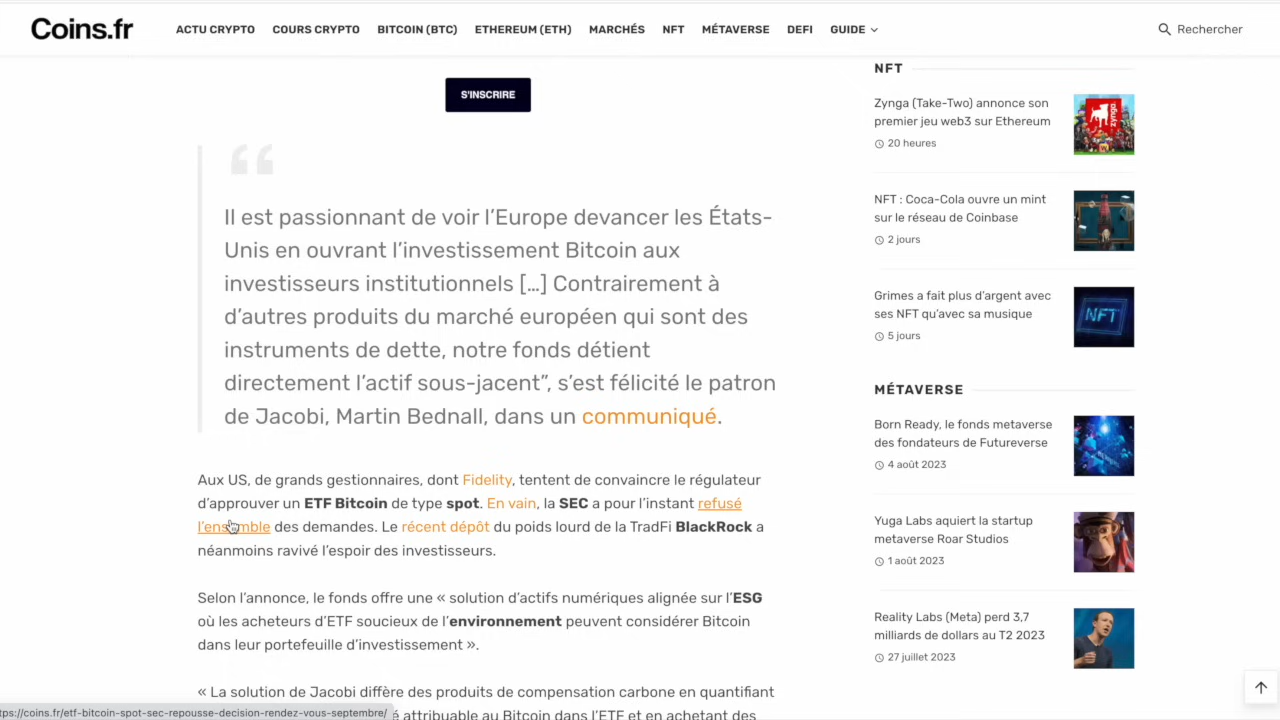 Coins.fr
ACTU CRYPTO
COURS CRYPTO
BITCOIN (BTC)
ETHEREUM (ETH)
MARCHÉS
NFT
MÉTAVERSE
DEFI
GUIDE
Rechercher
S'INSCRIRE
Il est passionnant de voir l’Europe devancer les États-
Unis en ouvrant l’investissement Bitcoin aux
investisseurs institutionnels […] Contrairement à
d’autres produits du marché européen qui sont des
instruments de dette, notre fonds détient
directement l’actif sous-jacent”, s’est félicité le patron
de Jacobi, Martin Bednall, dans un communiqué.
Aux US, de grands gestionnaires, dont Fidelity, tentent de convaincre le régulateur
d’approuver un ETF Bitcoin de type spot. En vain, la SEC a pour l’instant refusé
l’ensemble des demandes. Le récent dépôt du poids lourd de la TradFi BlackRock a
néanmoins ravivé l’espoir des investisseurs.
Selon l’annonce, le fonds offre une « solution d’actifs numériques alignée sur l’ESG
où les acheteurs d’ETF soucieux de l’environnement peuvent considérer Bitcoin
dans leur portefeuille d’investissement ».
« La solution de Jacobi diffère des produits de compensation carbone en quantifiant
é attribuable au Bitcoin dans l’ETF et en achetant des
NFT
Zynga (Take-Two) annonce son
premier jeu web3 sur Ethereum
20 heures
NFT : Coca-Cola ouvre un mint
sur le réseau de Coinbase
2 jours
Grimes a fait plus d’argent avec
ses NFT qu’avec sa musique
5 jours
NFT
MÉTAVERSE
Born Ready, le fonds metaverse
des fondateurs de Futureverse
4 août 2023
Yuga Labs aquiert la startup
metaverse Roar Studios
1 août 2023
Reality Labs (Meta) perd 3,7
milliards de dollars au T2 2023
27 juillet 2023
tps://coins.fr/etf-bitcoin-spot-sec-repousse-decision-rendez-vous-septembre/